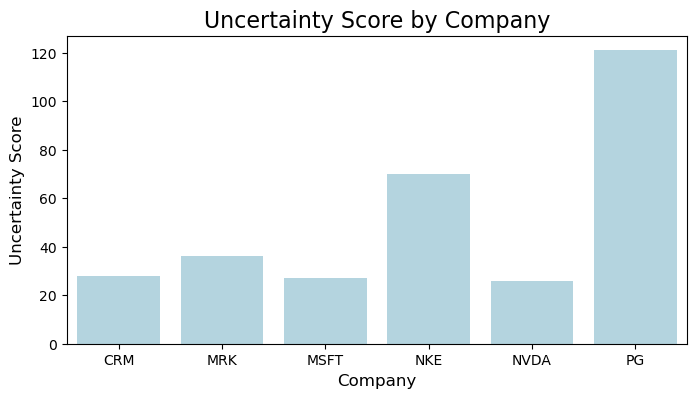 Uncertainty Score by Company
Uncertainty Score
120
100
80
60
40
20
0
CRM MRK MSFT NKE NVDA PG
Company